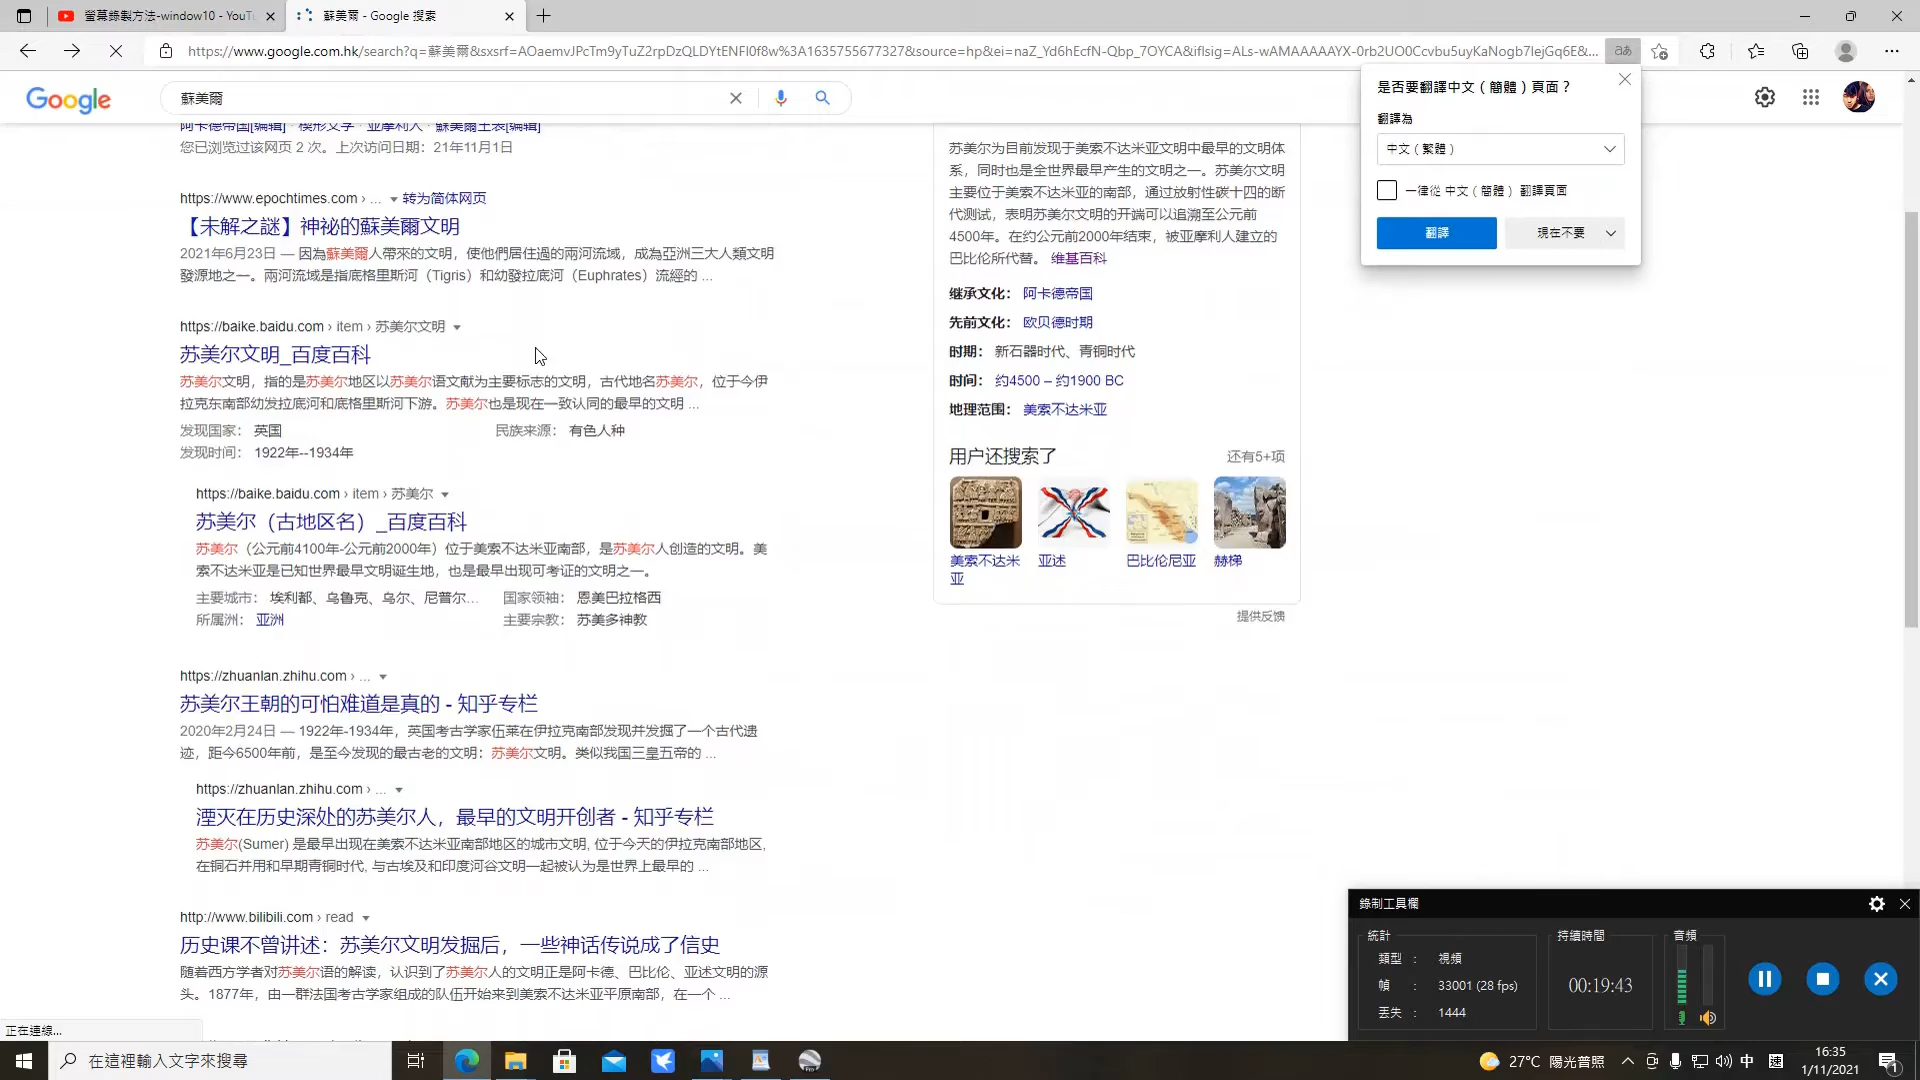 螢幕錄製方法-window10 - YouTu
蘇美爾 - Google 搜索
https://www.google.com.hk/search?q=蘇美爾&sxsrf=AOaemvJPcTm9yTuZ2rpDzQLDYtENFl0f8w%3A1635755677327&source=hp&ei=naZ_Yd6hEcfN-Qbp_7OYCA&iflsig=ALs-wAMAAAAAYX-0rb2UO0Ccvbu5uyKaNogb7IejGq6E&...
Google
蘇美爾
是否要翻譯中文（簡體）頁面？
翻譯為
中文（繁體）
一律從 中文（簡體） 翻譯頁面
翻譯
現在不要
阿卡德帝国[编辑] · 楔形文字 · 亚摩利人 · 蘇美爾王表[编辑]
您已浏览过该网页 2 次。上次访问日期：21年11月1日
https://www.epochtimes.com › ... 转为简体网页
【未解之謎】神祕的蘇美爾文明
2021年6月23日 — 因為蘇美爾人帶來的文明，使他們居住過的兩河流域，成為亞洲三大人類文明
發源地之一。兩河流域是指底格里斯河（Tigris）和幼發拉底河（Euphrates）流經的 ...
https://baike.baidu.com › item › 苏美尔文明
苏美尔文明_百度百科
苏美尔文明，指的是苏美尔地区以苏美尔语文献为主要标志的文明，古代地名苏美尔，位于今伊
拉克东南部幼发拉底河和底格里斯河下游。苏美尔也是现在一致认同的最早的文明 ...
发现国家： 英国 民族来源： 有色人种
发现时间： 1922年--1934年
https://baike.baidu.com › item › 苏美尔
苏美尔（古地区名）_百度百科
苏美尔（公元前4100年-公元前2000年）位于美索不达米亚南部，是苏美尔人创造的文明。美
索不达米亚是已知世界最早文明诞生地，也是最早出现可考证的文明之一。
主要城市： 埃利都、乌鲁克、乌尔、尼普尔... 国家领袖： 恩美巴拉格西
所属洲： 亚洲 主要宗教： 苏美多神教
https://zhuanlan.zhihu.com › ...
苏美尔王朝的可怕难道是真的 - 知乎专栏
2020年2月24日 — 1922年-1934年，英国考古学家伍莱在伊拉克南部发现并发掘了一个古代遗
迹，距今6500年前，是至今发现的最古老的文明：苏美尔文明。类似我国三皇五帝的 ...
https://zhuanlan.zhihu.com › ...
湮灭在历史深处的苏美尔人，最早的文明开创者 - 知乎专栏
苏美尔(Sumer) 是最早出现在美索不达米亚南部地区的城市文明, 位于今天的伊拉克南部地区,
在铜石并用和早期青铜时代, 与古埃及和印度河谷文明一起被认为是世界上最早的 ...
http://www.bilibili.com › read
历史课不曾讲述：苏美尔文明发掘后，一些神话传说成了信史
随着西方学者对苏美尔语的解读，认识到了苏美尔人的文明正是阿卡德、巴比伦、亚述文明的源
头。1877年，由一群法国考古学家组成的队伍开始来到美索不达米亚平原南部，在一个 ...
苏美尔为目前发现于美索不达米亚文明中最早的文明体
系，同时也是全世界最早产生的文明之一。苏美尔文明
主要位于美索不达米亚的南部，通过放射性碳十四的断
代测试，表明苏美尔文明的开端可以追溯至公元前
4500年。在约公元前2000年结束，被亚摩利人建立的
巴比伦所代替。 维基百科
继承文化： 阿卡德帝国
先前文化： 欧贝德时期
时期： 新石器时代、青铜时代
时间： 约4500 – 约1900 BC
地理范围： 美索不达米亚
用户还搜索了 还有5+项
美索不达米
亚
亚述
巴比伦尼亚
赫梯
提供反馈
錄制工具欄
統計
類型 ： 視頻
幀 ： 33001 (28 fps)
丟失 ： 1444
持續時間
00:19:43
音頻
正在連線...
在這裡輸入文字來搜尋
27°C 陽光普照
中
速
16:35
1/11/2021
1